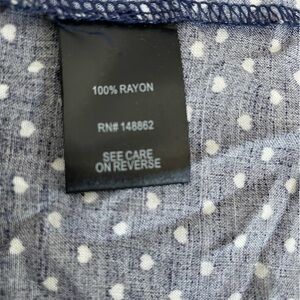 100% RAYON
RN# 148862
SEE CARE
ON REVERSE